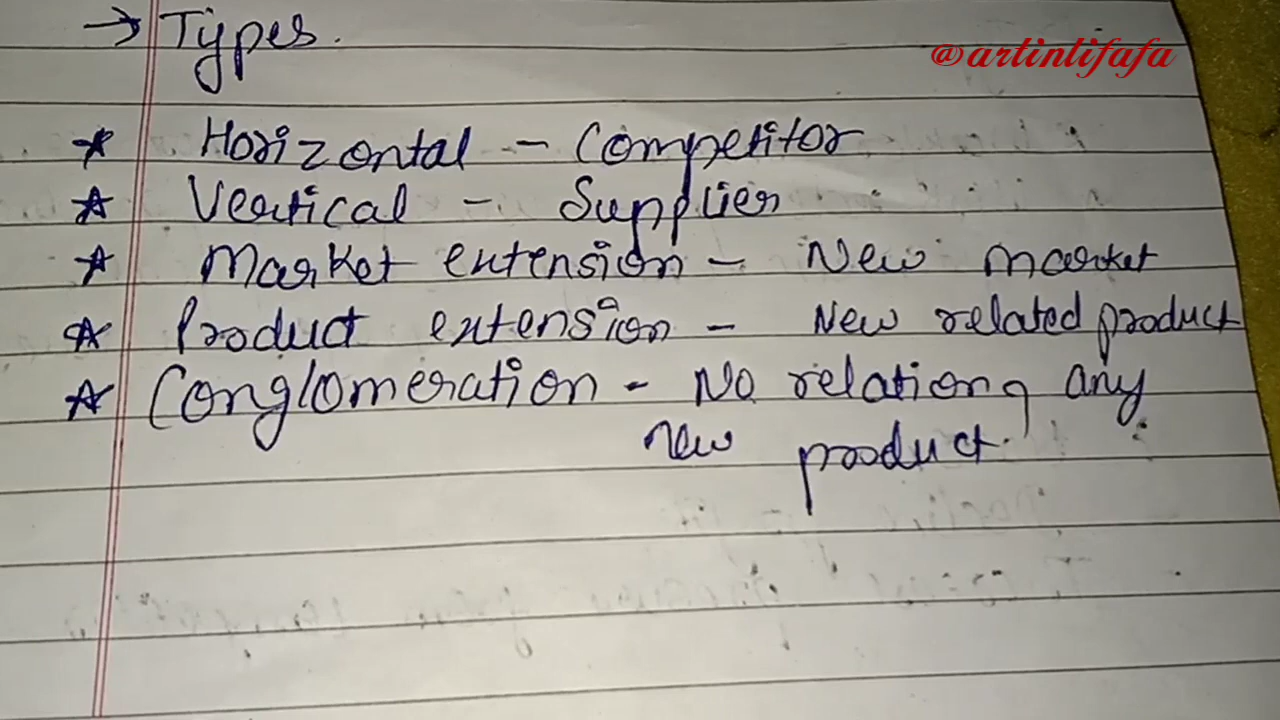 → Types.
@artinlifafa
* Horizontal - Competitor
* Vertical - Supplier
* Market extension - New market
* Product extension - New related product
* Conglomeration - No relation, any
new product.